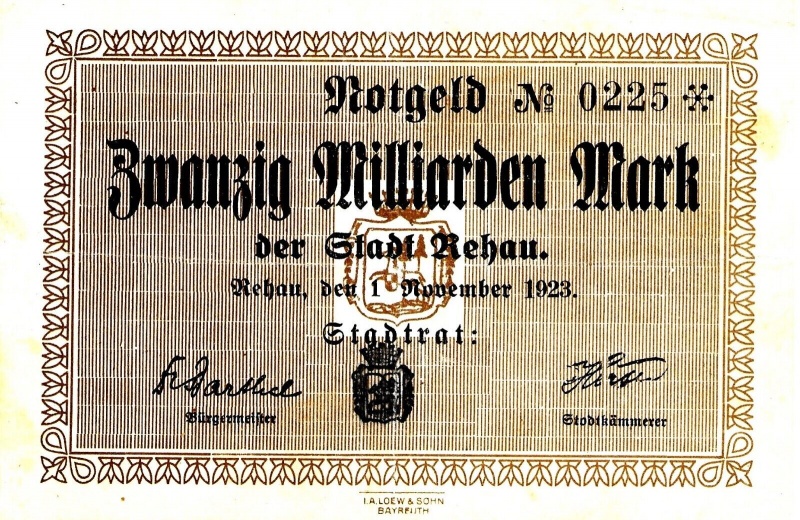 Notgeld № 0225
Zwanzig Milliarden Mark
der Stadt Rehau.
Rehau, den 1 November 1923.
Stadtrat:
Bürgermeister Stadtkämmerer
I.A.LOEW & SOHN
BAYREUTH